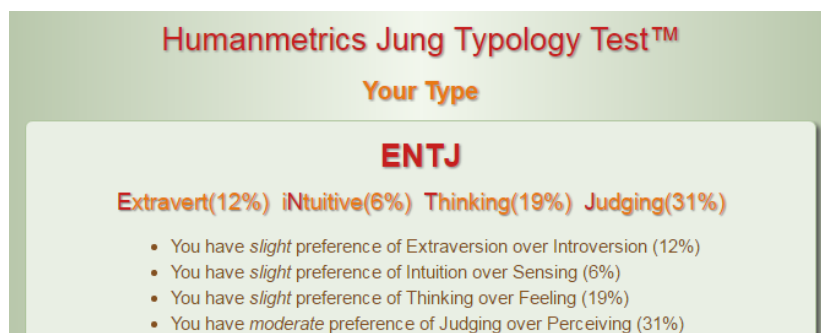 Humanmetrics Jung Typology Test™
Your Type
ENTJ
Extravert(12%) iNtuitive(6%) Thinking(19%) Judging(31%)
• You have slight preference of Extraversion over Introversion (12%)
• You have slight preference of Intuition over Sensing (6%)
• You have slight preference of Thinking over Feeling (19%)
• You have moderate preference of Judging over Perceiving (31%)